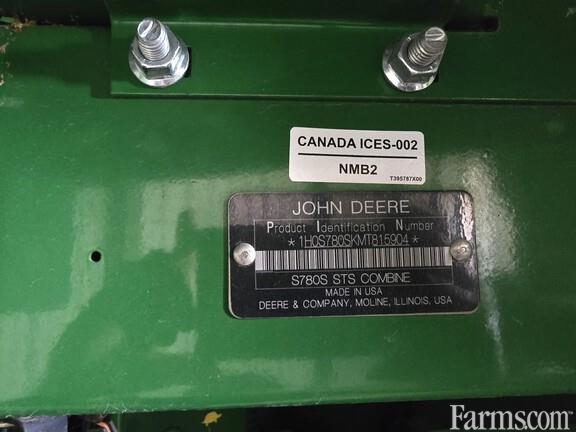 CANADA ICES-002
NMB2
T395787X00
JOHN DEERE
Product Identification Number
*1H0S780SKMT815904*
S780S STS COMBINE
MADE IN USA
DEERE & COMPANY, MOLINE, ILLINOIS, USA
Farms.com